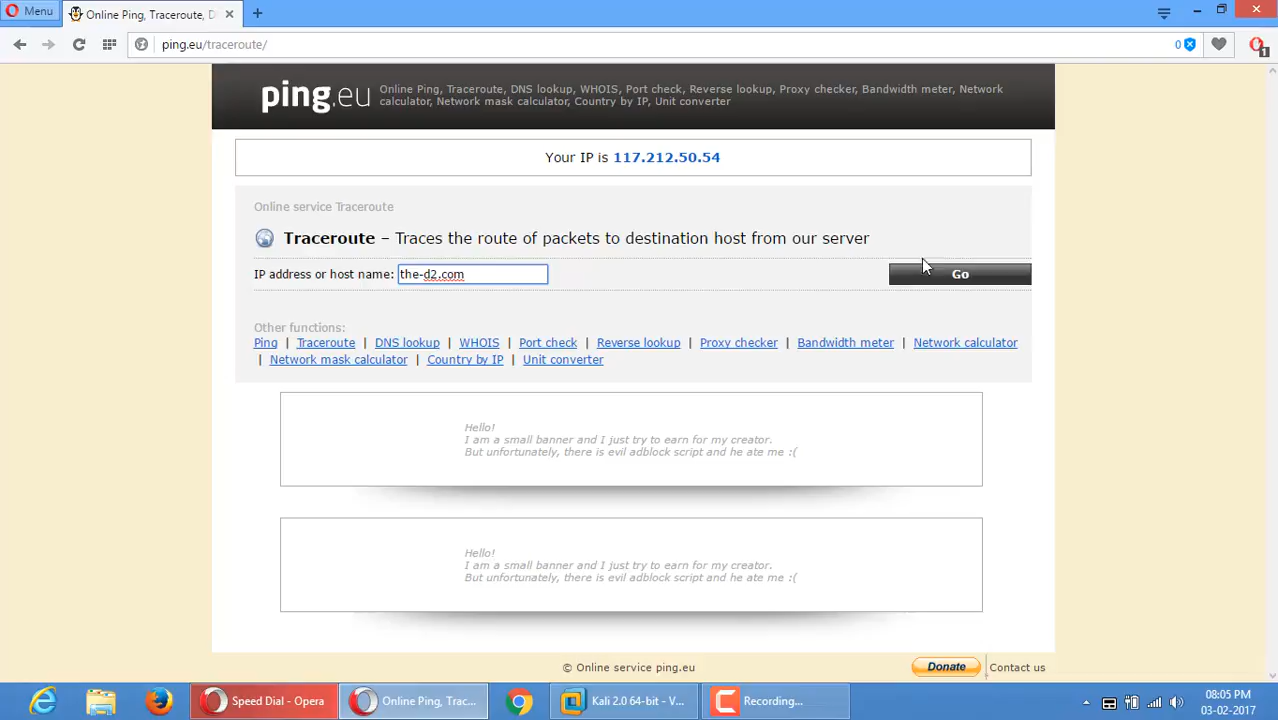 Menu
Online Ping, Traceroute, D
ping.eu/traceroute/
0
1
ping.eu
Online Ping, Traceroute, DNS lookup, WHOIS, Port check, Reverse lookup, Proxy checker, Bandwidth meter, Network
calculator, Network mask calculator, Country by IP, Unit converter
Your IP is 117.212.50.54
Online service Traceroute
Traceroute – Traces the route of packets to destination host from our server
IP address or host name: the-d2.com
Go
Other functions:
Ping | Traceroute | DNS lookup | WHOIS | Port check | Reverse lookup | Proxy checker | Bandwidth meter | Network calculator
| Network mask calculator | Country by IP | Unit converter
Hello!
I am a small banner and I just try to earn for my creator.
But unfortunately, there is evil adblock script and he ate me :(
Hello!
I am a small banner and I just try to earn for my creator.
But unfortunately, there is evil adblock script and he ate me :(
© Online service ping.eu
Donate
Contact us
Speed Dial - Opera
Online Ping, Trac...
Kali 2.0 64-bit - V...
Recording...
08:05 PM
03-02-2017